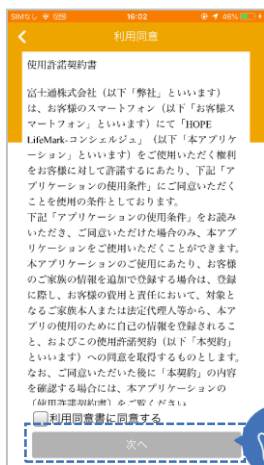 SIMなし 16:02 46%
利用同意
使用許諾契約書
富士通株式会社（以下「弊社」といいます）
は、お客様のスマートフォン（以下「お客様ス
マートフォン」といいます）にて「HOPE
LifeMark-コンシェルジュ」（以下「本アプリケ
ーション」といいます）をご使用いただく権利
をお客様に対して許諾するにあたり、下記「ア
プリケーションの使用条件」にご同意いただく
ことを使用の条件としております。
下記「アプリケーションの使用条件」をお読み
いただき、ご同意いただけた場合のみ、本アプ
リケーションをご使用いただくことができます。
本アプリケーションのご使用にあたり、お客様
のご家族の情報を追加で登録する場合は、登録
に際し、お客様の費用と責任において、対象と
なるご家族本人または法定代理人等から、本ア
プリの使用のために自己の情報を登録されるこ
と、およびこの使用許諾契約（以下「本契約」
といいます）への同意を取得するものとします。
なお、ご同意いただいた後に「本契約」の内容
を確認する場合には、本アプリケーションの
「使用許諾契約書」をご覧ください
利用同意書に同意する
次へ